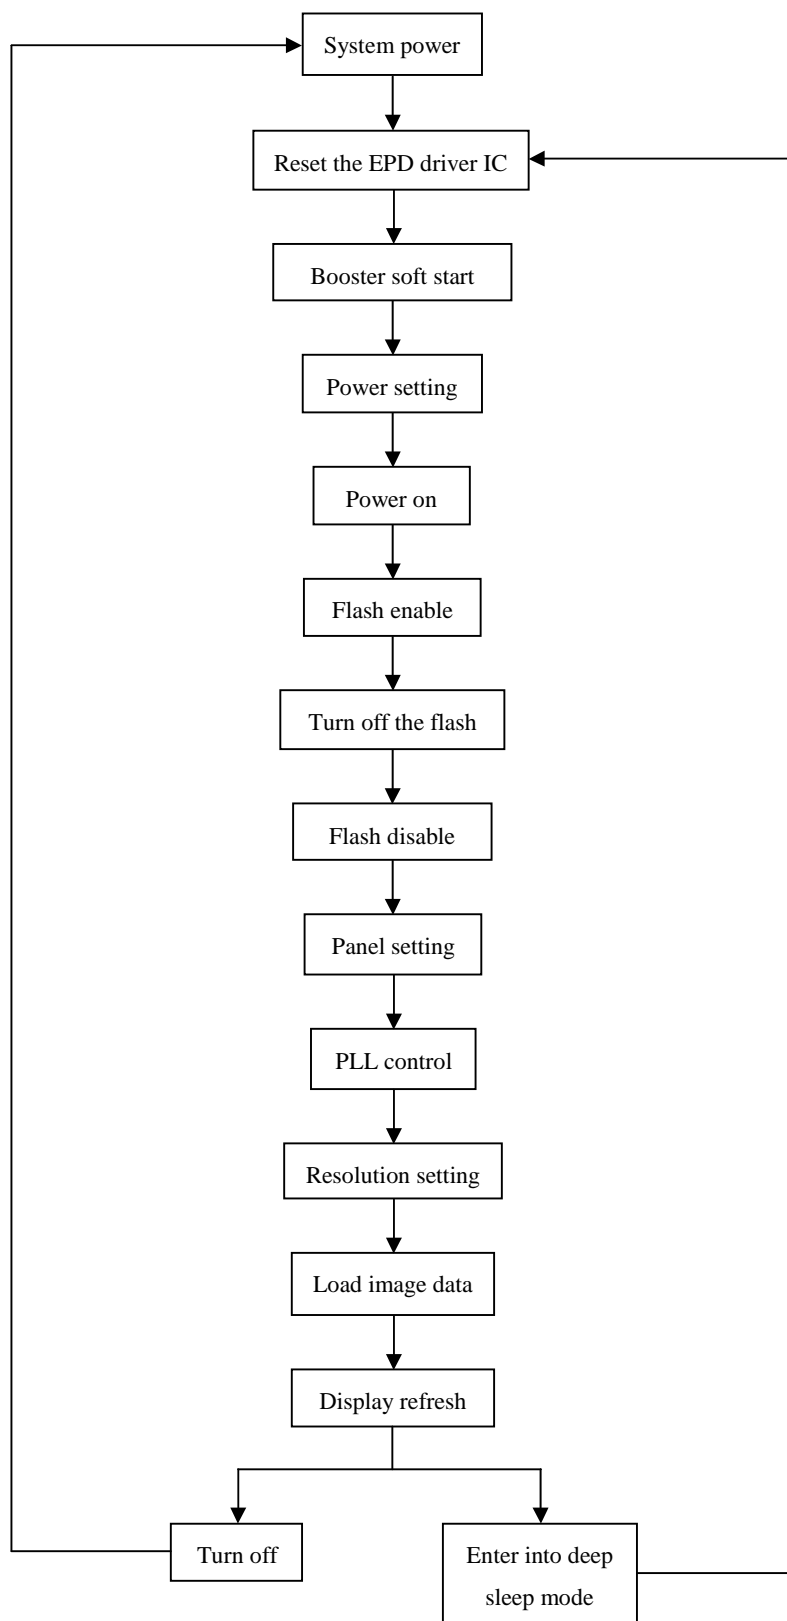 System power
Reset the EPD driver IC
Booster soft start
Power setting
Power on
Flash enable
Turn off the flash
Flash disable
Panel setting
PLL control
Resolution setting
Load image data
Display refresh
Turn off
Enter into deep
sleep mode